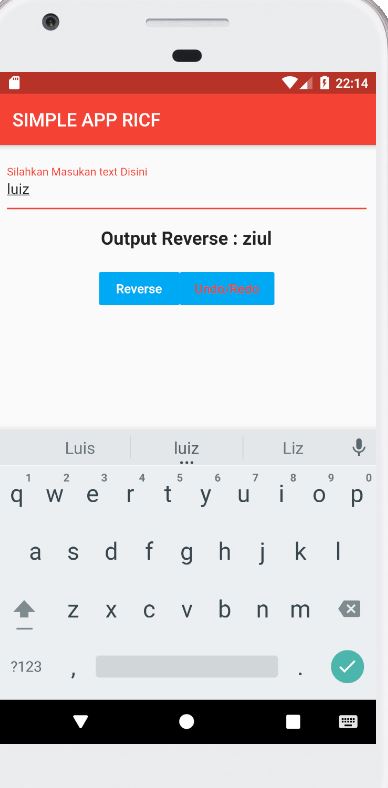 22:14
SIMPLE APP RICF
Silahkan Masukan text Disini
luiz
Output Reverse : ziul
Reverse Undo/Redo
Luis luiz Liz
1 2 3 4 5 6 7 8 9 0
q w e r t y u i o p
a s d f g h j k l
z x c v b n m
?123 , .